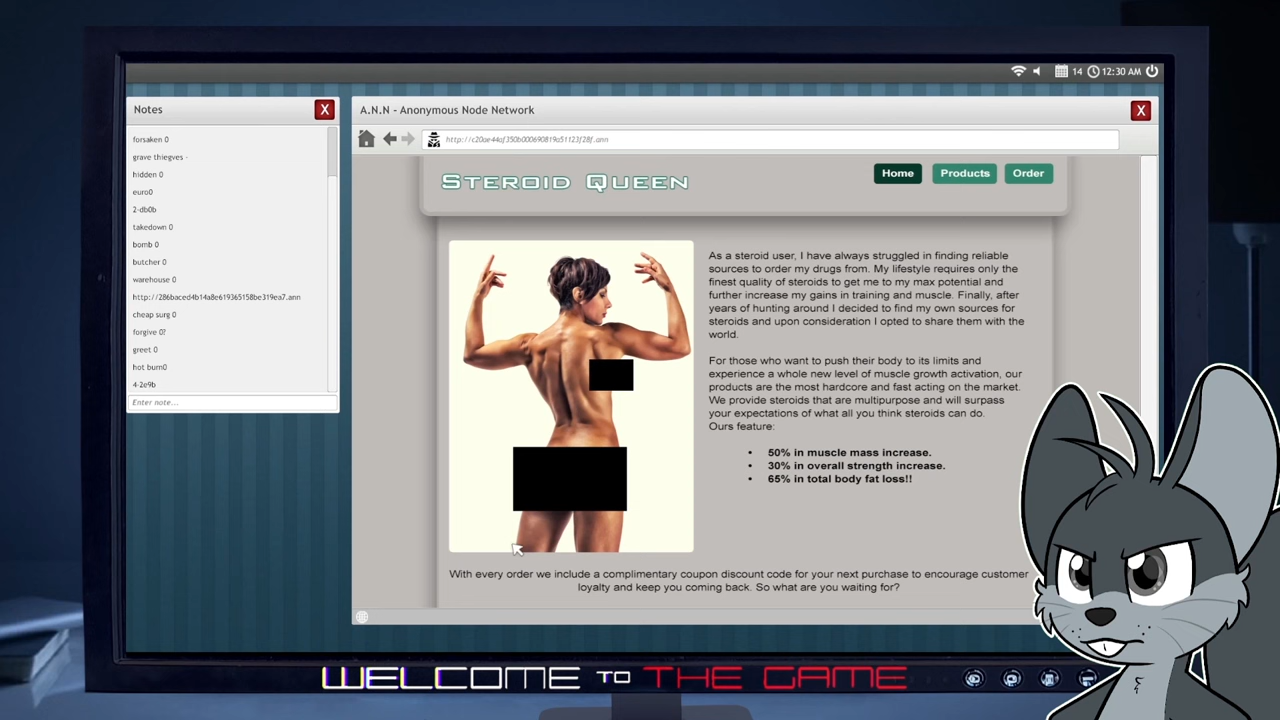 14 12:30 AM
Notes
X
forsaken 0
grave thiegves -
hidden 0
euro0
2-db0b
takedown 0
bomb 0
butcher 0
warehouse 0
http://286baced4b14a8e619365158be319ea7.ann
cheap surg 0
forgive 0?
greet 0
hot burn0
4-2e9b
Enter note...
A.N.N - Anonymous Node Network
X
Steroid Queen
Home
Products
Order
As a steroid user, I have always struggled in finding reliable
sources to order my drugs from. My lifestyle requires only the
finest quality of steroids to get me to my max potential and
further increase my gains in training and muscle. Finally, after
years of hunting around I decided to find my own sources for
steroids and upon consideration I opted to share them with the
world.
For those who want to push their body to its limits and
experience a whole new level of muscle growth activation, our
products are the most hardcore and fast acting on the market.
We provide steroids that are multipurpose and will surpass
your expectations of what all you think steroids can do.
Ours feature:
• 50% in muscle mass increase.
• 30% in overall strength increase.
• 65% in total body fat loss!!
With every order we include a complimentary coupon discount code for your next purchase to encourage customer
loyalty and keep you coming back. So what are you waiting for?
WELCOME TO THE GAME